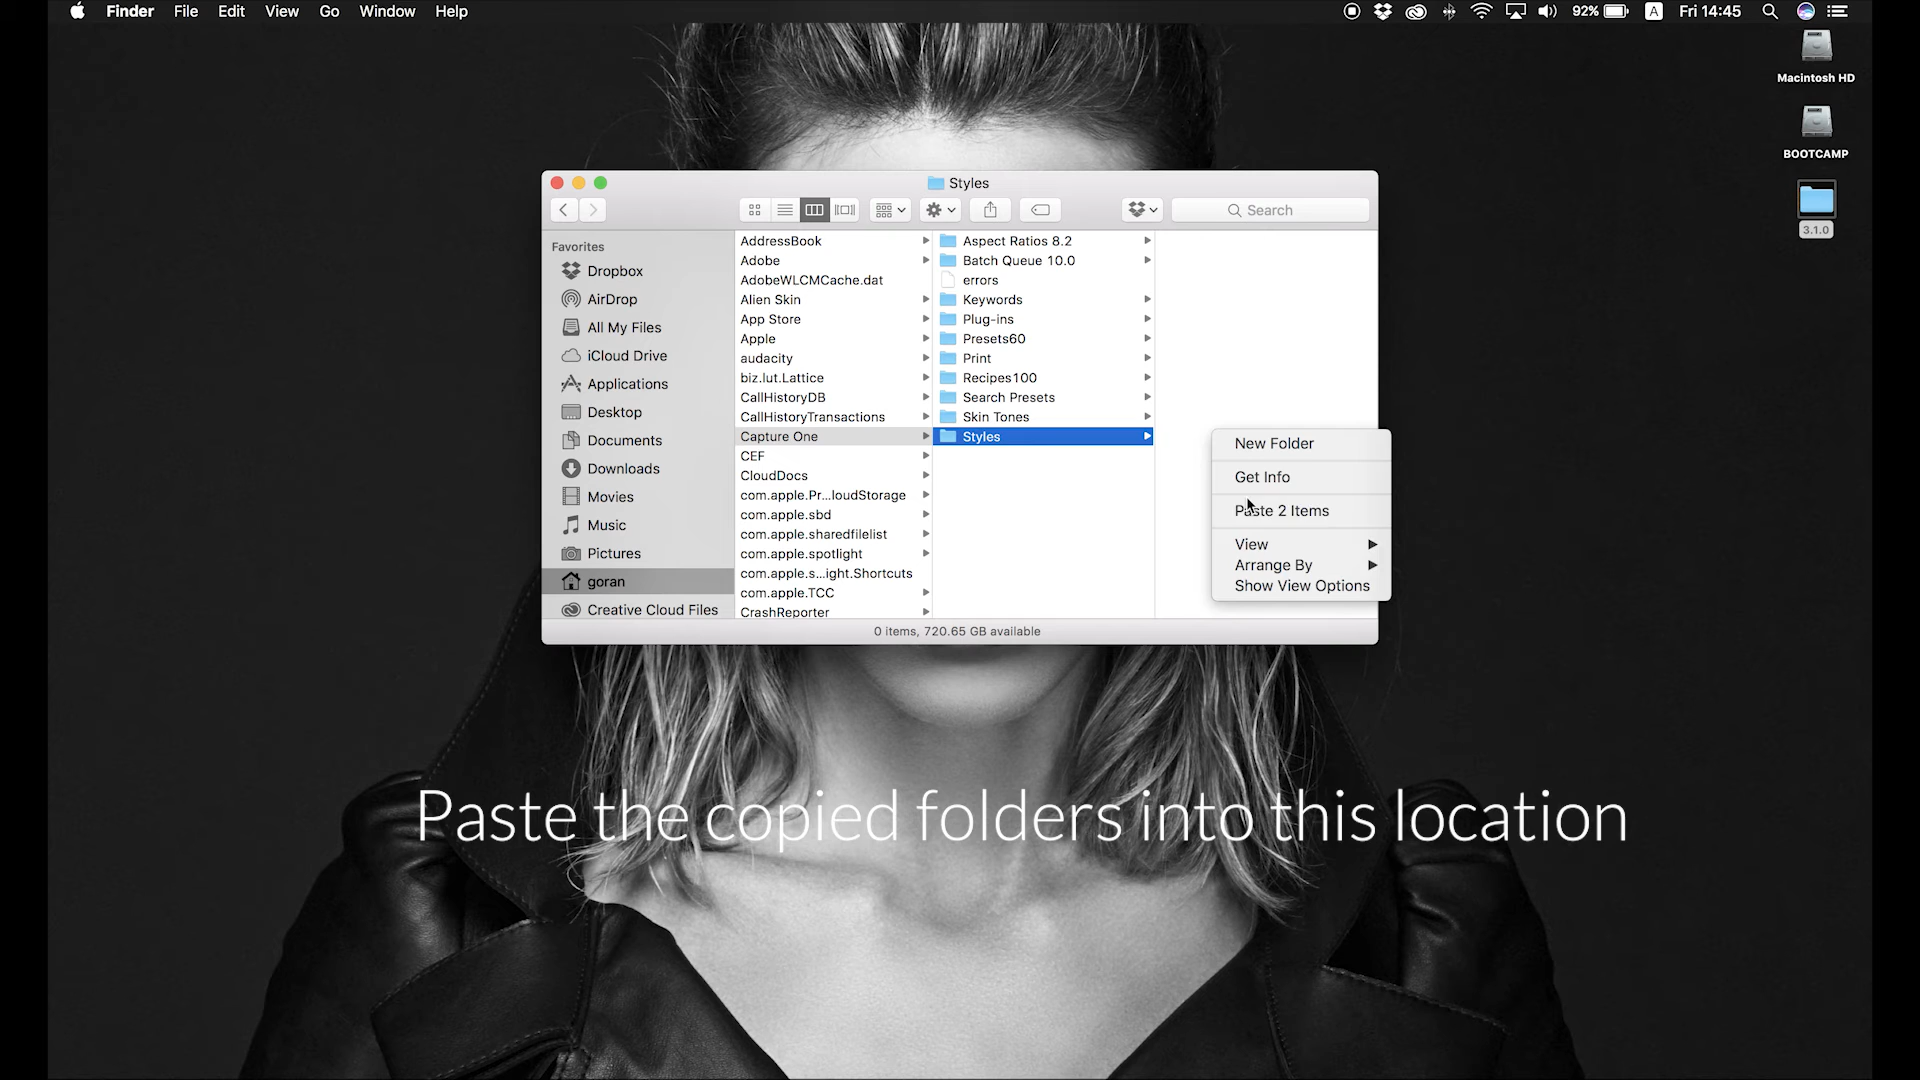 Finder File Edit View Go Window Help
92% A Fri 14:45
Macintosh HD
BOOTCAMP
3.1.0
Styles
Search
Favorites
Dropbox
AirDrop
All My Files
iCloud Drive
Applications
Desktop
Documents
Downloads
Movies
Music
Pictures
goran
Creative Cloud Files
AddressBook
Adobe
AdobeWLCMCache.dat
Alien Skin
App Store
Apple
audacity
biz.lut.Lattice
CallHistoryDB
CallHistoryTransactions
Capture One
CEF
CloudDocs
com.apple.Pr...loudStorage
com.apple.sbd
com.apple.sharedfilelist
com.apple.spotlight
com.apple.s...ight.Shortcuts
com.apple.TCC
CrashReporter
Aspect Ratios 8.2
Batch Queue 10.0
errors
Keywords
Plug-ins
Presets60
Print
Recipes100
Search Presets
Skin Tones
Styles
New Folder
Get Info
Paste 2 Items
View
Arrange By
Show View Options
0 items, 720.65 GB available
Paste the copied folders into this location